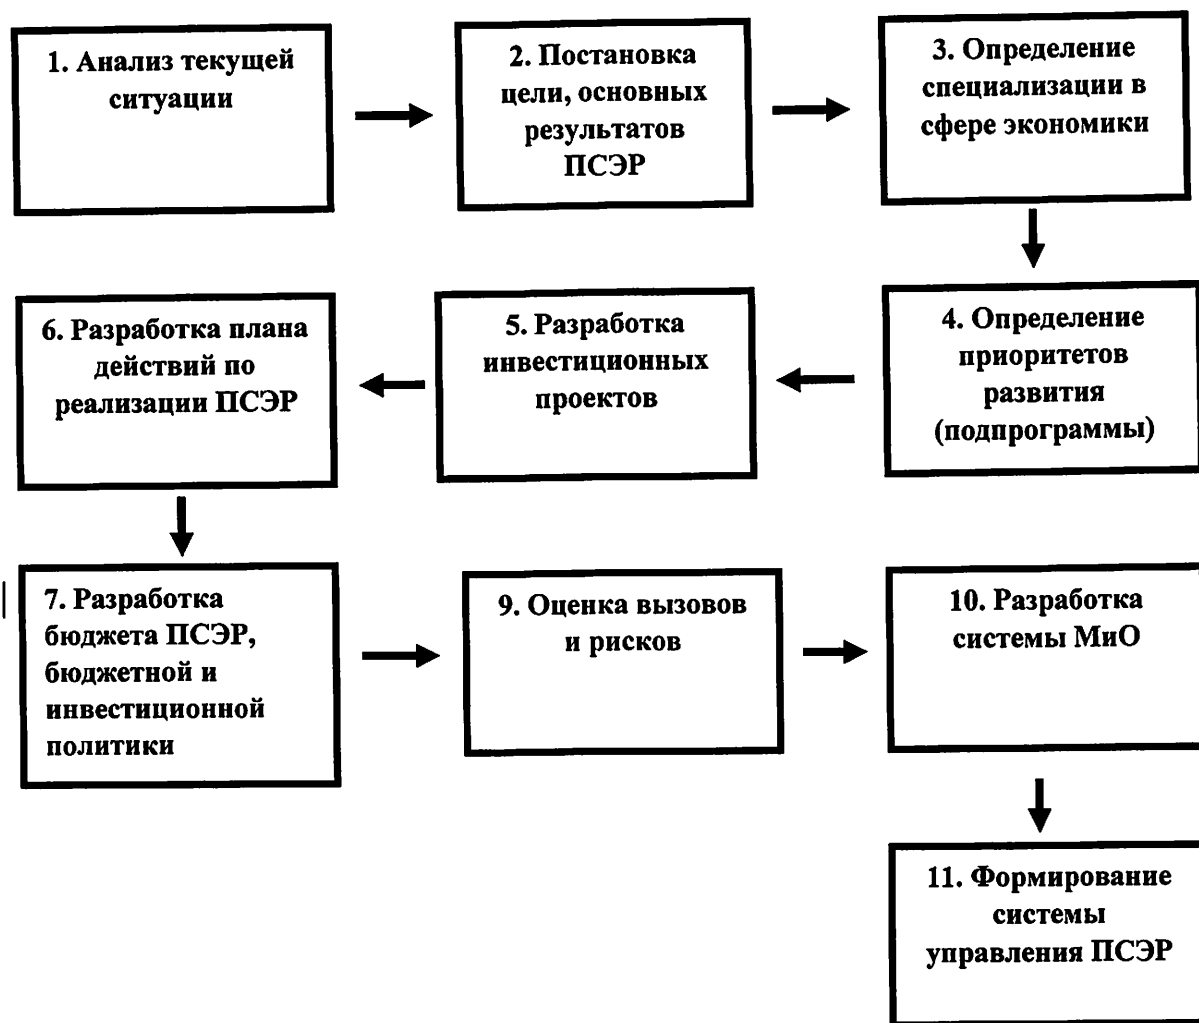 1. Анализ текущей
ситуации
2. Постановка
цели, основных
результатов
ПСЭР
3. Определение
специализации в
сфере экономики
4. Определение
приоритетов
развития
(подпрограммы)
5. Разработка
инвестиционных
проектов
6. Разработка плана
действий по
реализации ПСЭР
7. Разработка
бюджета ПСЭР,
бюджетной и
инвестиционной
политики
9. Оценка вызовов
и рисков
10. Разработка
системы МиО
11. Формирование
системы
управления ПСЭР